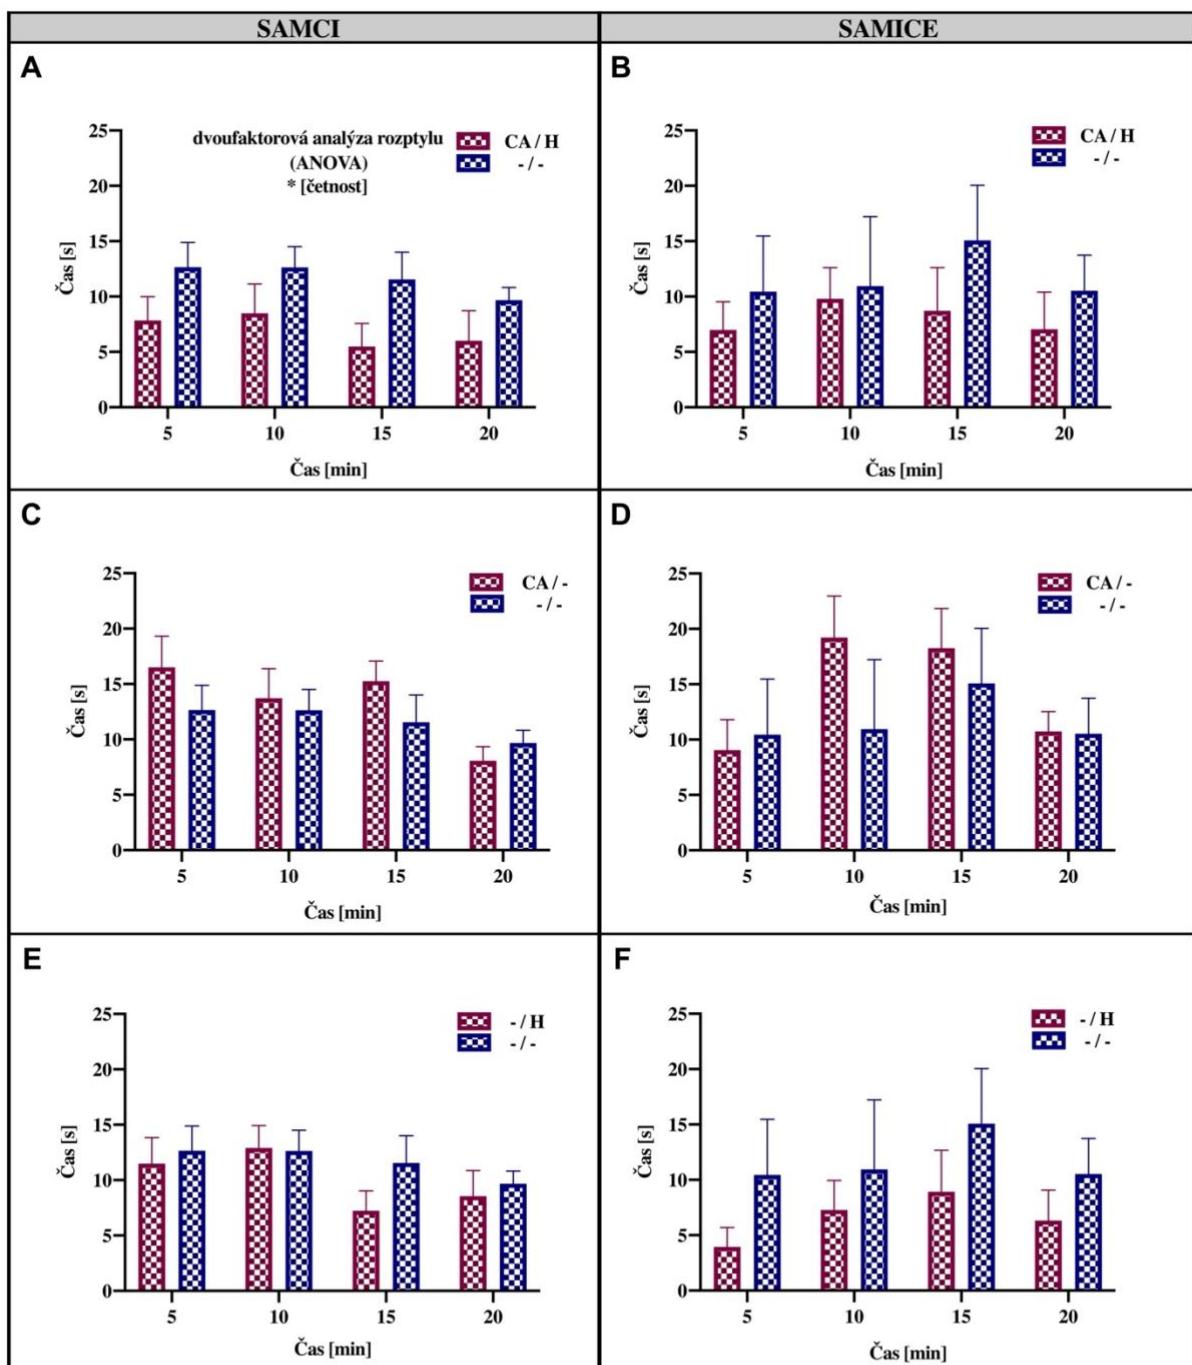 SAMCI
SAMICE
A
dvoufaktorová analýza rozptylu
(ANOVA)
* [četnost]
CA / H
- / -
25
20
15
10
5
0
Čas [s]
5 10 15 20
Čas [min]
B
CA / H
- / -
25
20
15
10
5
0
Čas [s]
5 10 15 20
Čas [min]
C
CA / -
- / -
25
20
15
10
5
0
Čas [s]
5 10 15 20
Čas [min]
D
CA / -
- / -
25
20
15
10
5
0
Čas [s]
5 10 15 20
Čas [min]
E
- / H
- / -
25
20
15
10
5
0
Čas [s]
5 10 15 20
Čas [min]
F
- / H
- / -
25
20
15
10
5
0
Čas [s]
5 10 15 20
Čas [min]